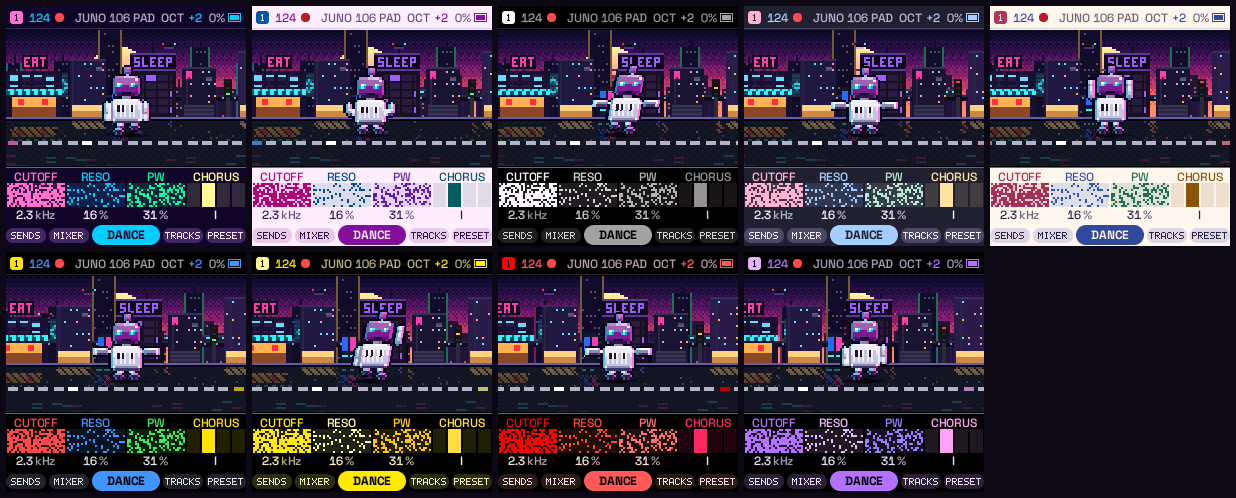 1 124 JUNO 106 PAD OCT +2 0%
EAT SLEEP
CUTOFF RESO PW CHORUS
2.3 kHz 16 % 31 % I
SENDS MIXER DANCE TRACKS PRESET
1 124 JUNO 106 PAD OCT +2 0%
EAT SLEEP
CUTOFF RESO PW CHORUS
2.3 kHz 16 % 31 % I
SENDS MIXER DANCE TRACKS PRESET
1 124 JUNO 106 PAD OCT +2 0%
EAT SLEEP
CUTOFF RESO PW CHORUS
2.3 kHz 16 % 31 % I
SENDS MIXER DANCE TRACKS PRESET
1 124 JUNO 106 PAD OCT +2 0%
EAT SLEEP
CUTOFF RESO PW CHORUS
2.3 kHz 16 % 31 % I
SENDS MIXER DANCE TRACKS PRESET
1 124 JUNO 106 PAD OCT +2 0%
EAT SLEEP
CUTOFF RESO PW CHORUS
2.3 kHz 16 % 31 % I
SENDS MIXER DANCE TRACKS PRESET
1 124 JUNO 106 PAD OCT +2 0%
EAT SLEEP
CUTOFF RESO PW CHORUS
2.3 kHz 16 % 31 % I
SENDS MIXER DANCE TRACKS PRESET
1 124 JUNO 106 PAD OCT +2 0%
EAT SLEEP
CUTOFF RESO PW CHORUS
2.3 kHz 16 % 31 % I
SENDS MIXER DANCE TRACKS PRESET
1 124 JUNO 106 PAD OCT +2 0%
EAT SLEEP
CUTOFF RESO PW CHORUS
2.3 kHz 16 % 31 % I
SENDS MIXER DANCE TRACKS PRESET
1 124 JUNO 106 PAD OCT +2 0%
EAT SLEEP
CUTOFF RESO PW CHORUS
2.3 kHz 16 % 31 % I
SENDS MIXER DANCE TRACKS PRESET